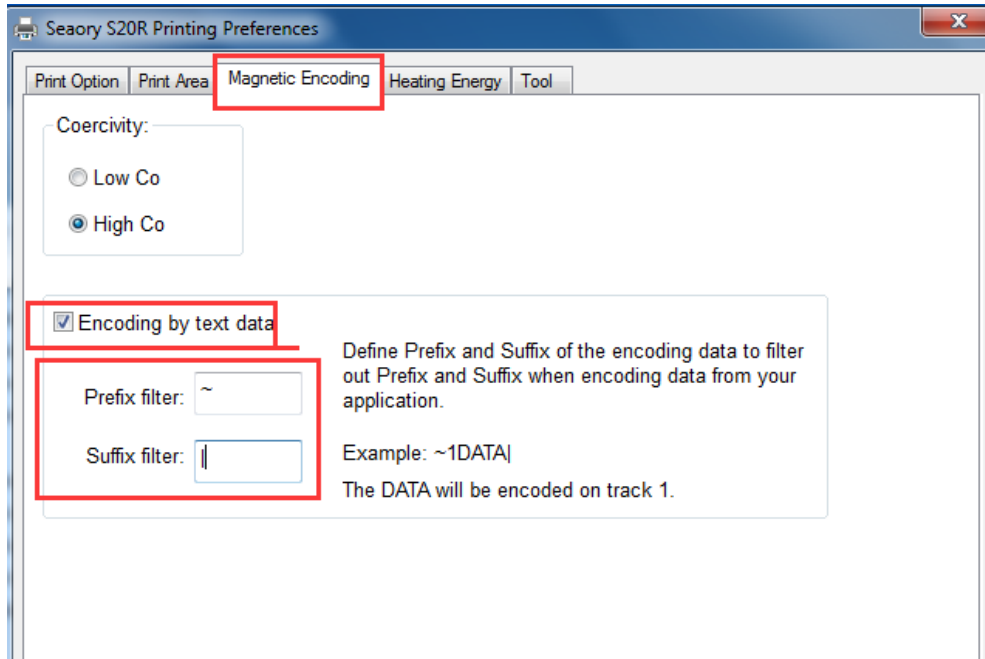 Seaory S20R Printing Preferences
Print Option Print Area Magnetic Encoding Heating Energy Tool
Coercivity:
Low Co
High Co
Encoding by text data
Define Prefix and Suffix of the encoding data to filter
out Prefix and Suffix when encoding data from your
application.
Prefix filter: ~
Suffix filter: |
Example: ~1DATA|
The DATA will be encoded on track 1.